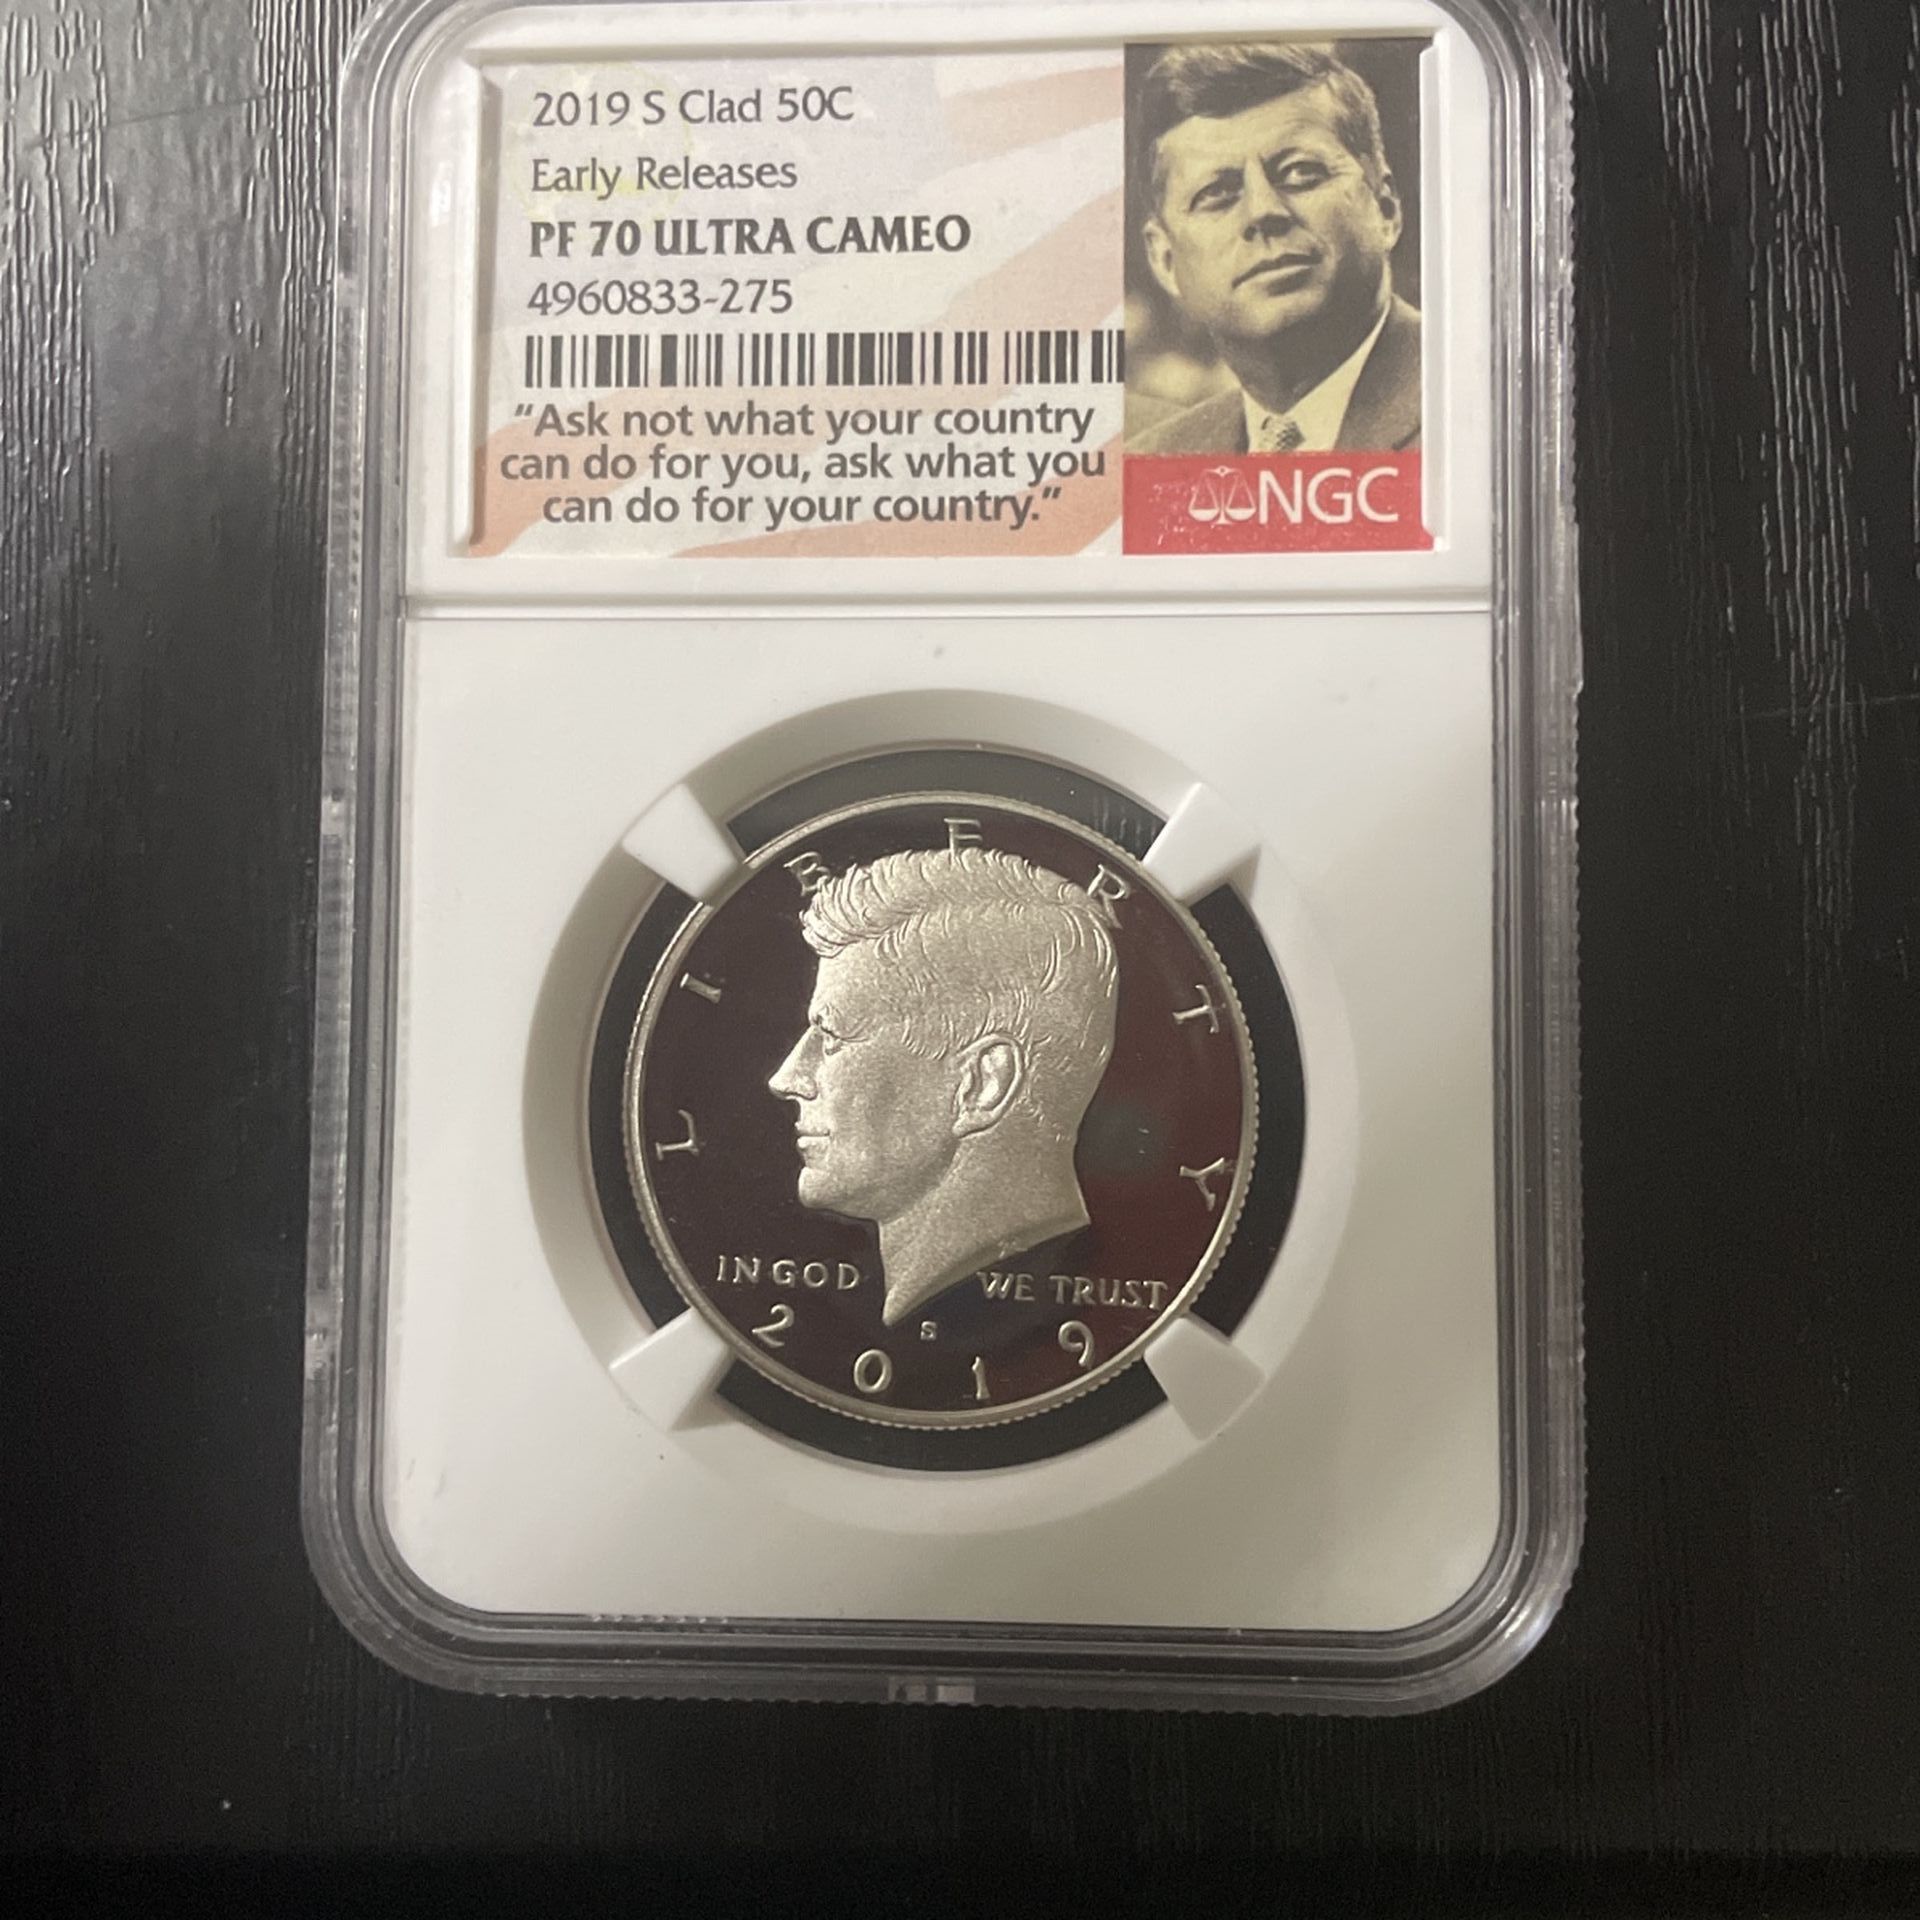 2019 S Clad 50C
Early Releases
PF 70 ULTRA CAMEO
4960833-275
“Ask not what your country
can do for you, ask what you
can do for your country.”
NGC
LIBERTY
IN GOD WE TRUST
S
2019